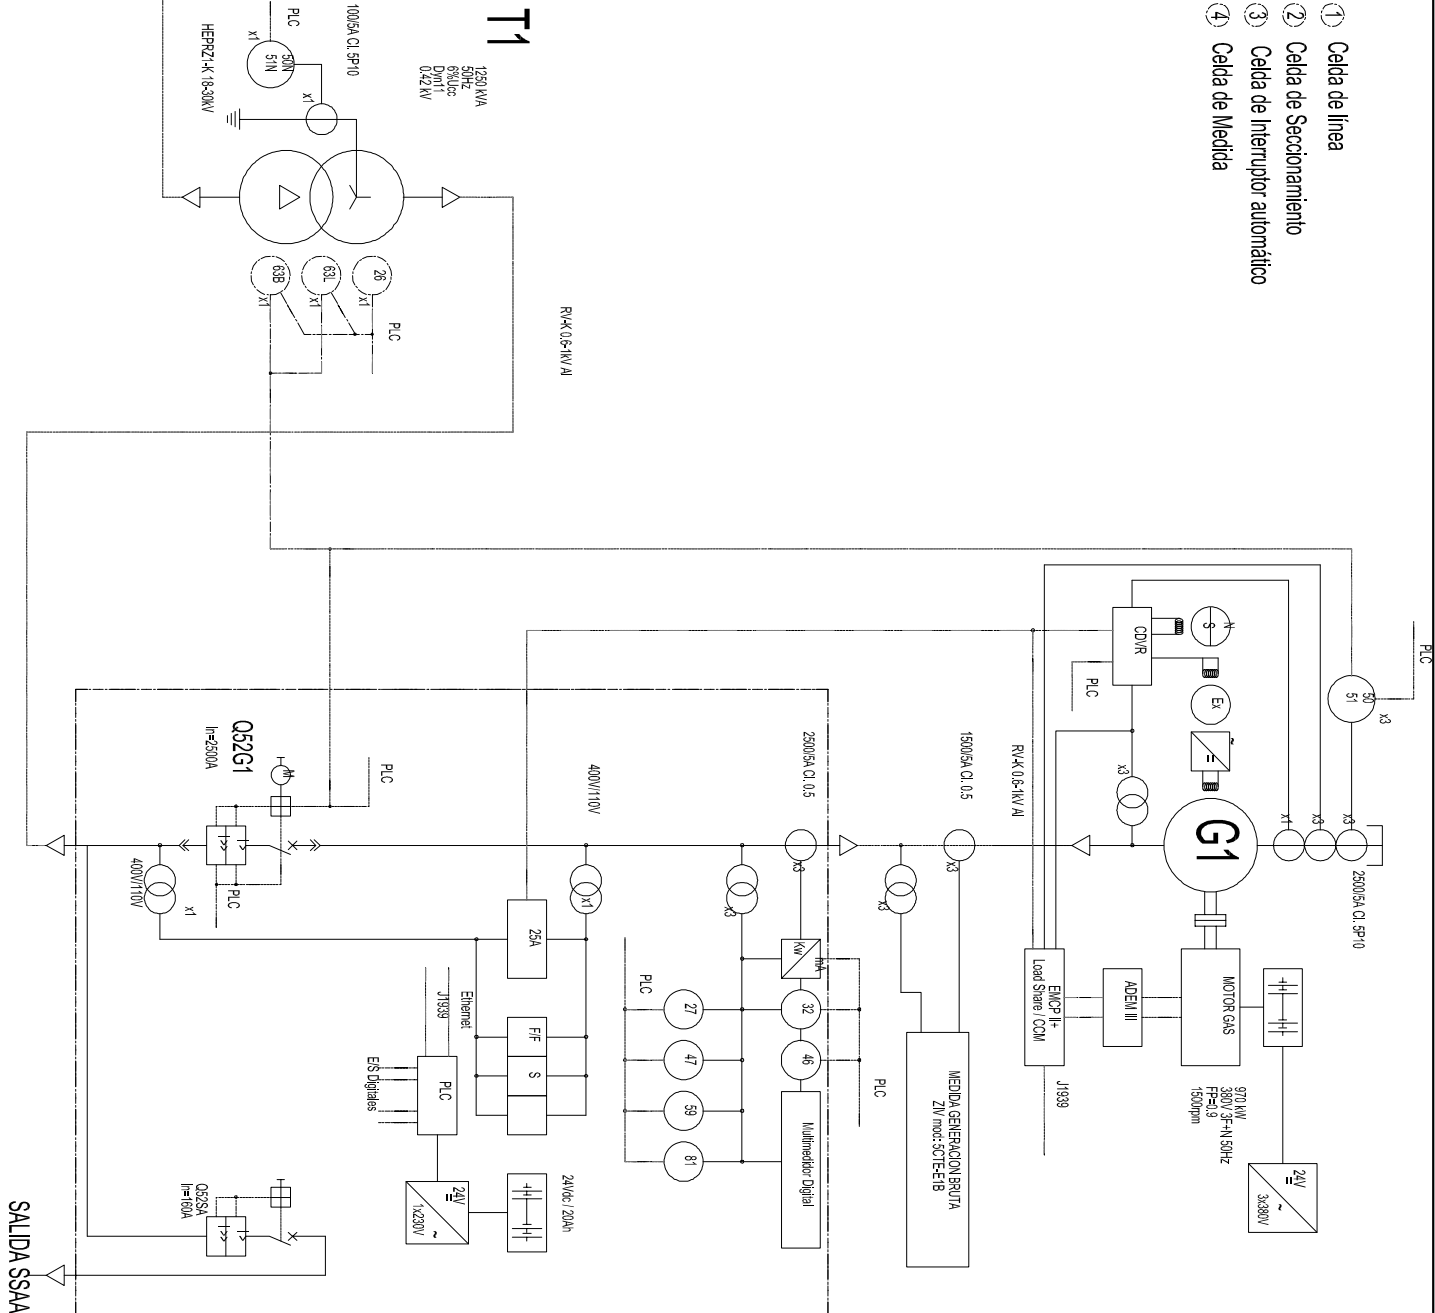 1 Celda de línea
2 Celda de Seccionamiento
3 Celda de Interruptor automático
4 Celda de Medida
T1
1250 kVA
50Hz
6%Ucc
Dyn11
0.42 kV
100/5A Cl. 5P10
PLC
x1
50N
51N
x1
HEPRZ1-K 18-30kV
26
x1
63L
x1
63B
x1
PLC
RV-K 0.6-1kV Al
PLC
50
51
x3
N
S
CDVR
PLC
Ex
~
=
x3
G1
x1
x3
x3
2500/5A Cl. 5P10
RV-K 0.6-1kV Al
1500/5A Cl. 0.5
x3
x3
2500/5A Cl. 0.5
x3
x3
400V/110V
x1
PLC
Q52G1
In=2500A
M
PLC
400V/110V
x1
25A
F/F
S
Kw
mA
32
46
PLC
27
47
59
81
PLC
Multimedidor Digital
MEDIDA GENERACION BRUTA
ZIV mod: 5CTE-E1B
EMCP II+
Load Share / CCM
J1939
ADEM III
MOTOR GAS
970 kW
380V 3F+N 50Hz
FP=0.9
1500rpm
24V
=
~
3x380V
Ethernet
J1939
PLC
E/S Digitales
24V
=
~
1x230V
24Vdc / 20Ah
Q52SA
In=160A
SALIDA SSAA